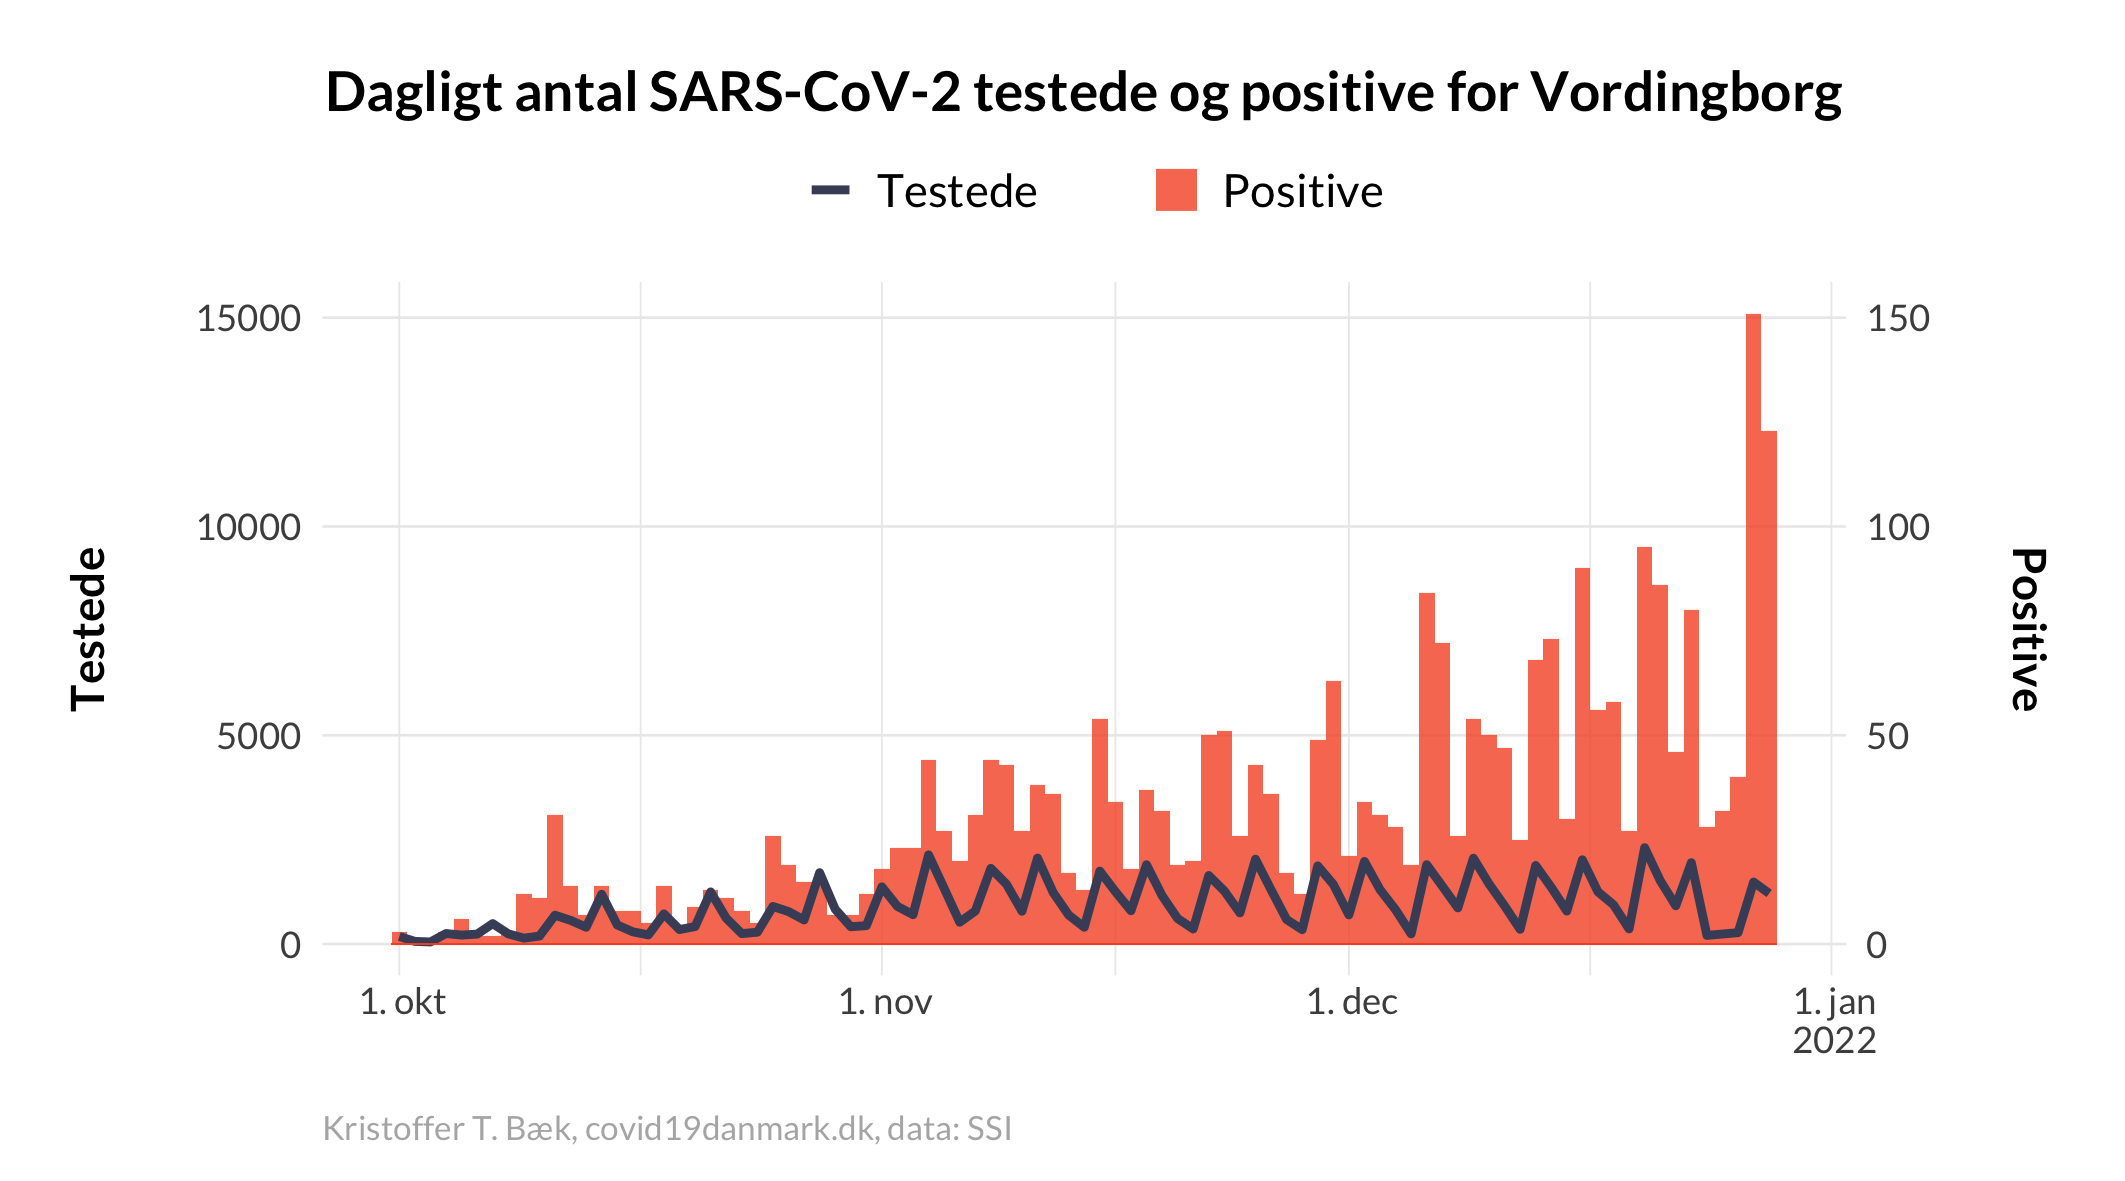 Dagligt antal SARS-CoV-2 testede og positive for Vordingborg
Testede
Positive
15000
10000
5000
0
Testede
150
100
50
0
Positive
1. okt
1. nov
1. dec
1. jan
2022
Kristoffer T. Bæk, covid19danmark.dk, data: SSI